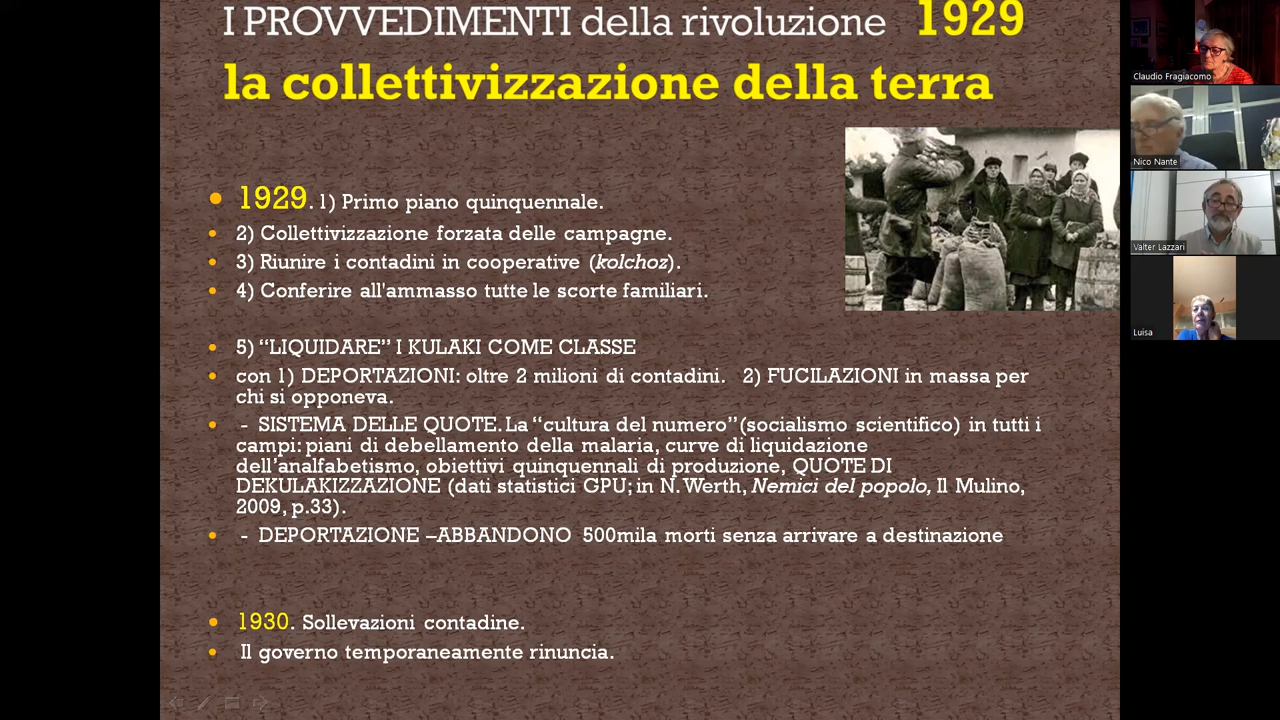 I PROVVEDIMENTI della rivoluzione 1929
la collettivizzazione della terra
1929. 1) Primo piano quinquennale.
2) Collettivizzazione forzata delle campagne.
3) Riunire i contadini in cooperative (kolchoz).
4) Conferire all'ammasso tutte le scorte familiari.
5) “LIQUIDARE” I KULAKI COME CLASSE
con 1) DEPORTAZIONI: oltre 2 milioni di contadini. 2) FUCILAZIONI in massa per
chi si opponeva.
- SISTEMA DELLE QUOTE. La “cultura del numero” (socialismo scientifico) in tutti i
campi: piani di debellamento della malaria, curve di liquidazione
dell’analfabetismo, obiettivi quinquennali di produzione, QUOTE DI
DEKULAKIZZAZIONE (dati statistici GPU; in N. Werth, Nemici del popolo, Il Mulino,
2009, p.33).
- DEPORTAZIONE –ABBANDONO 500mila morti senza arrivare a destinazione
1930. Sollevazioni contadine.
Il governo temporaneamente rinuncia.
Claudio Fragiacomo
Nico Nante
Valter Lazzari
Luisa